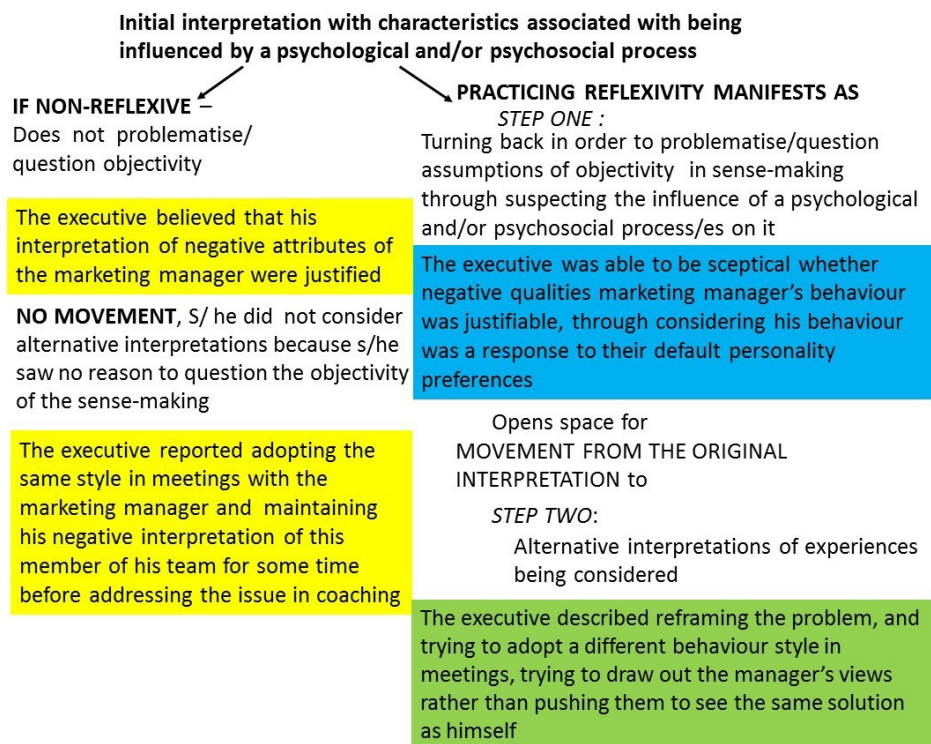 Initial interpretation with characteristics associated with being
influenced by a psychological and/or psychosocial process
IF NON-REFLEXIVE –
Does not problematise/
question objectivity
The executive believed that his
interpretation of negative attributes of
the marketing manager were justified
NO MOVEMENT, S/ he did not consider
alternative interpretations because s/he
saw no reason to question the objectivity
of the sense-making
The executive reported adopting the
same style in meetings with the
marketing manager and maintaining
his negative interpretation of this
member of his team for some time
before addressing the issue in coaching
PRACTICING REFLEXIVITY MANIFESTS AS
STEP ONE :
Turning back in order to problematise/question
assumptions of objectivity in sense-making
through suspecting the influence of a psychological
and/or psychosocial process/es on it
The executive was able to be sceptical whether
negative qualities marketing manager's behaviour
was justifiable, through considering his behaviour
was a response to their default personality
preferences
Opens space for
MOVEMENT FROM THE ORIGINAL
INTERPRETATION to
STEP TWO:
Alternative interpretations of experiences
being considered
The executive described reframing the problem, and
trying to adopt a different behaviour style in
meetings, trying to draw out the manager's views
rather than pushing them to see the same solution
as himself